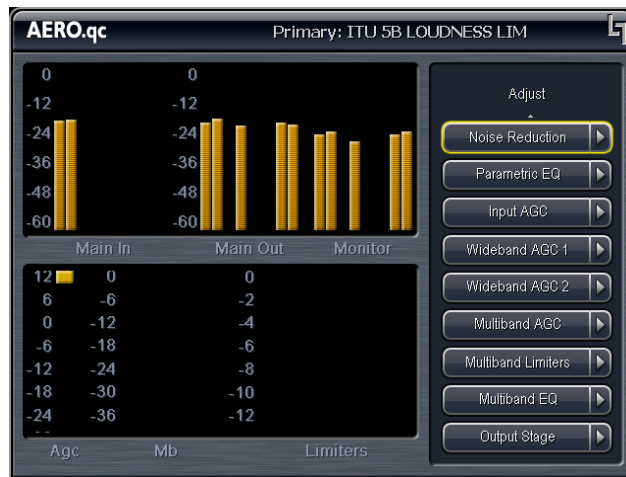 AERO.qc
Primary: ITU 5B LOUDNESS LIM
0 0
-12 -12
-24 -24
-36 -36
-48 -48
-60 -60
Main In Main Out Monitor
12 0 0
6 -6 -2
0 -12 -4
-6 -18 -6
-12 -24 -8
-18 -30 -10
-24 -36 -12
Agc Mb Limiters
Adjust
Noise Reduction
Parametric EQ
Input AGC
Wideband AGC 1
Wideband AGC 2
Multiband AGC
Multiband Limiters
Multiband EQ
Output Stage